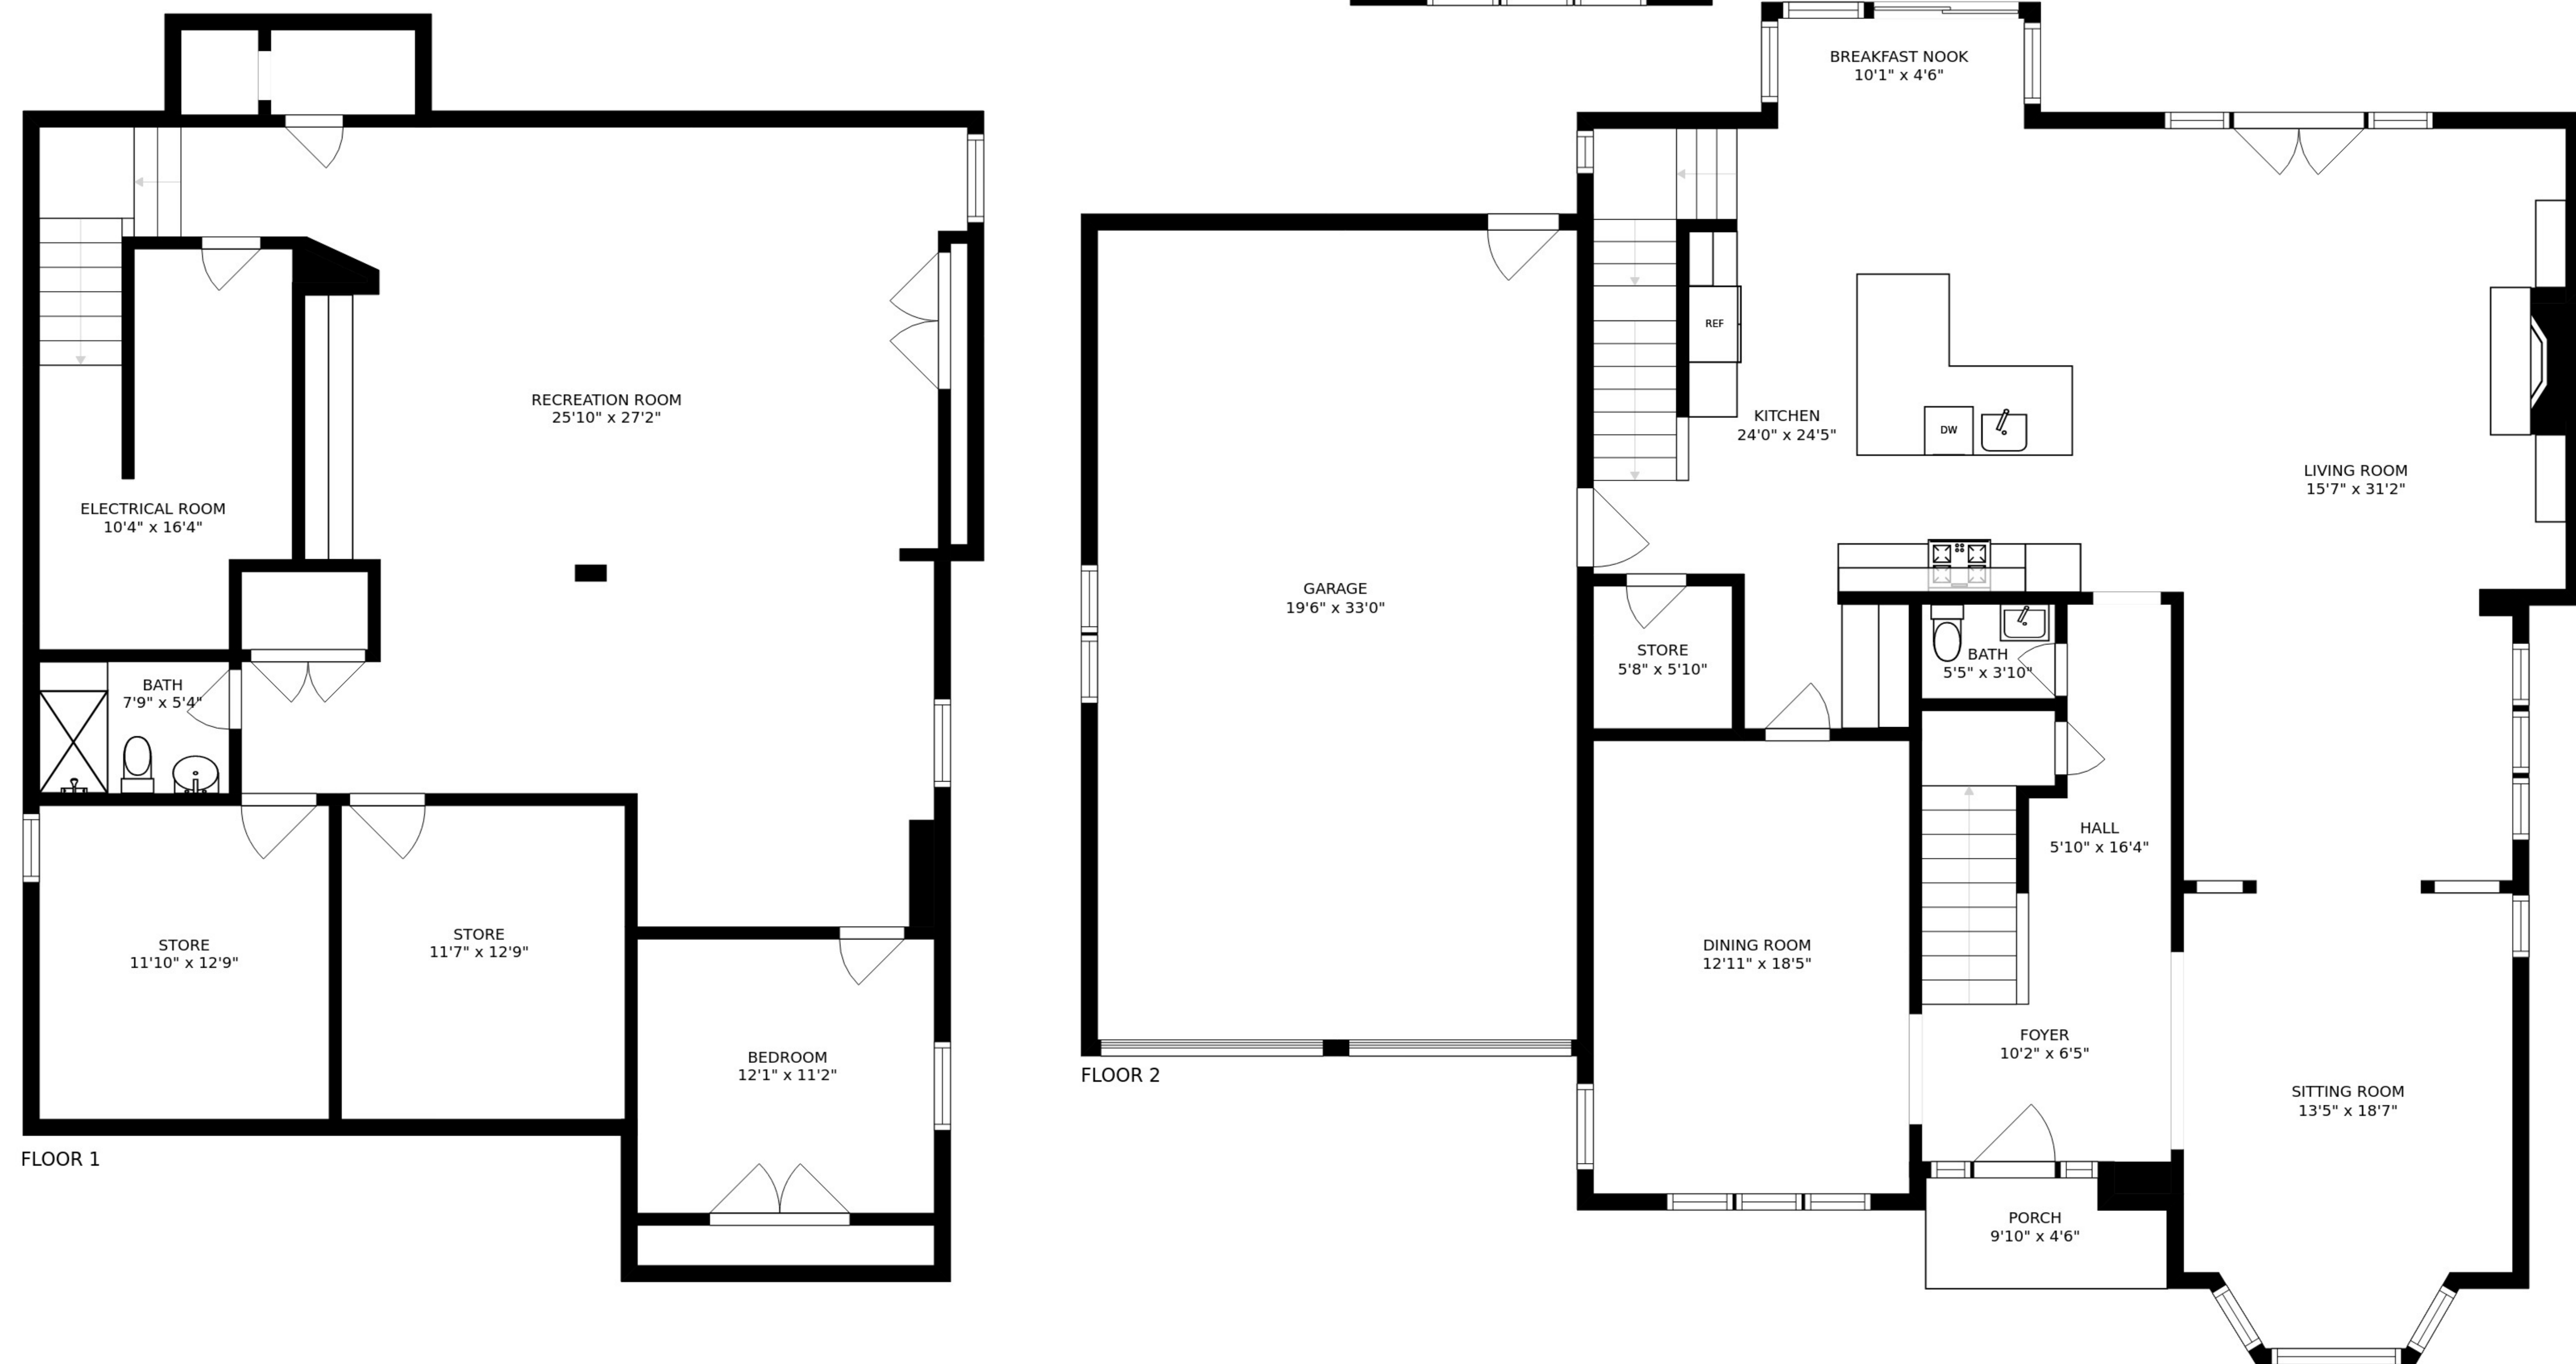 RECREATION ROOM
25'10" x 27'2"
ELECTRICAL ROOM
10'4" x 16'4"
BATH
7'9" x 5'4"
STORE
11'10" x 12'9"
STORE
11'7" x 12'9"
BEDROOM
12'1" x 11'2"
FLOOR 1
BREAKFAST NOOK
10'1" x 4'6"
REF
KITCHEN
24'0" x 24'5"
DW
LIVING ROOM
15'7" x 31'2"
GARAGE
19'6" x 33'0"
STORE
5'8" x 5'10"
BATH
5'5" x 3'10"
HALL
5'10" x 16'4"
DINING ROOM
12'11" x 18'5"
FOYER
10'2" x 6'5"
SITTING ROOM
13'5" x 18'7"
PORCH
9'10" x 4'6"
FLOOR 2